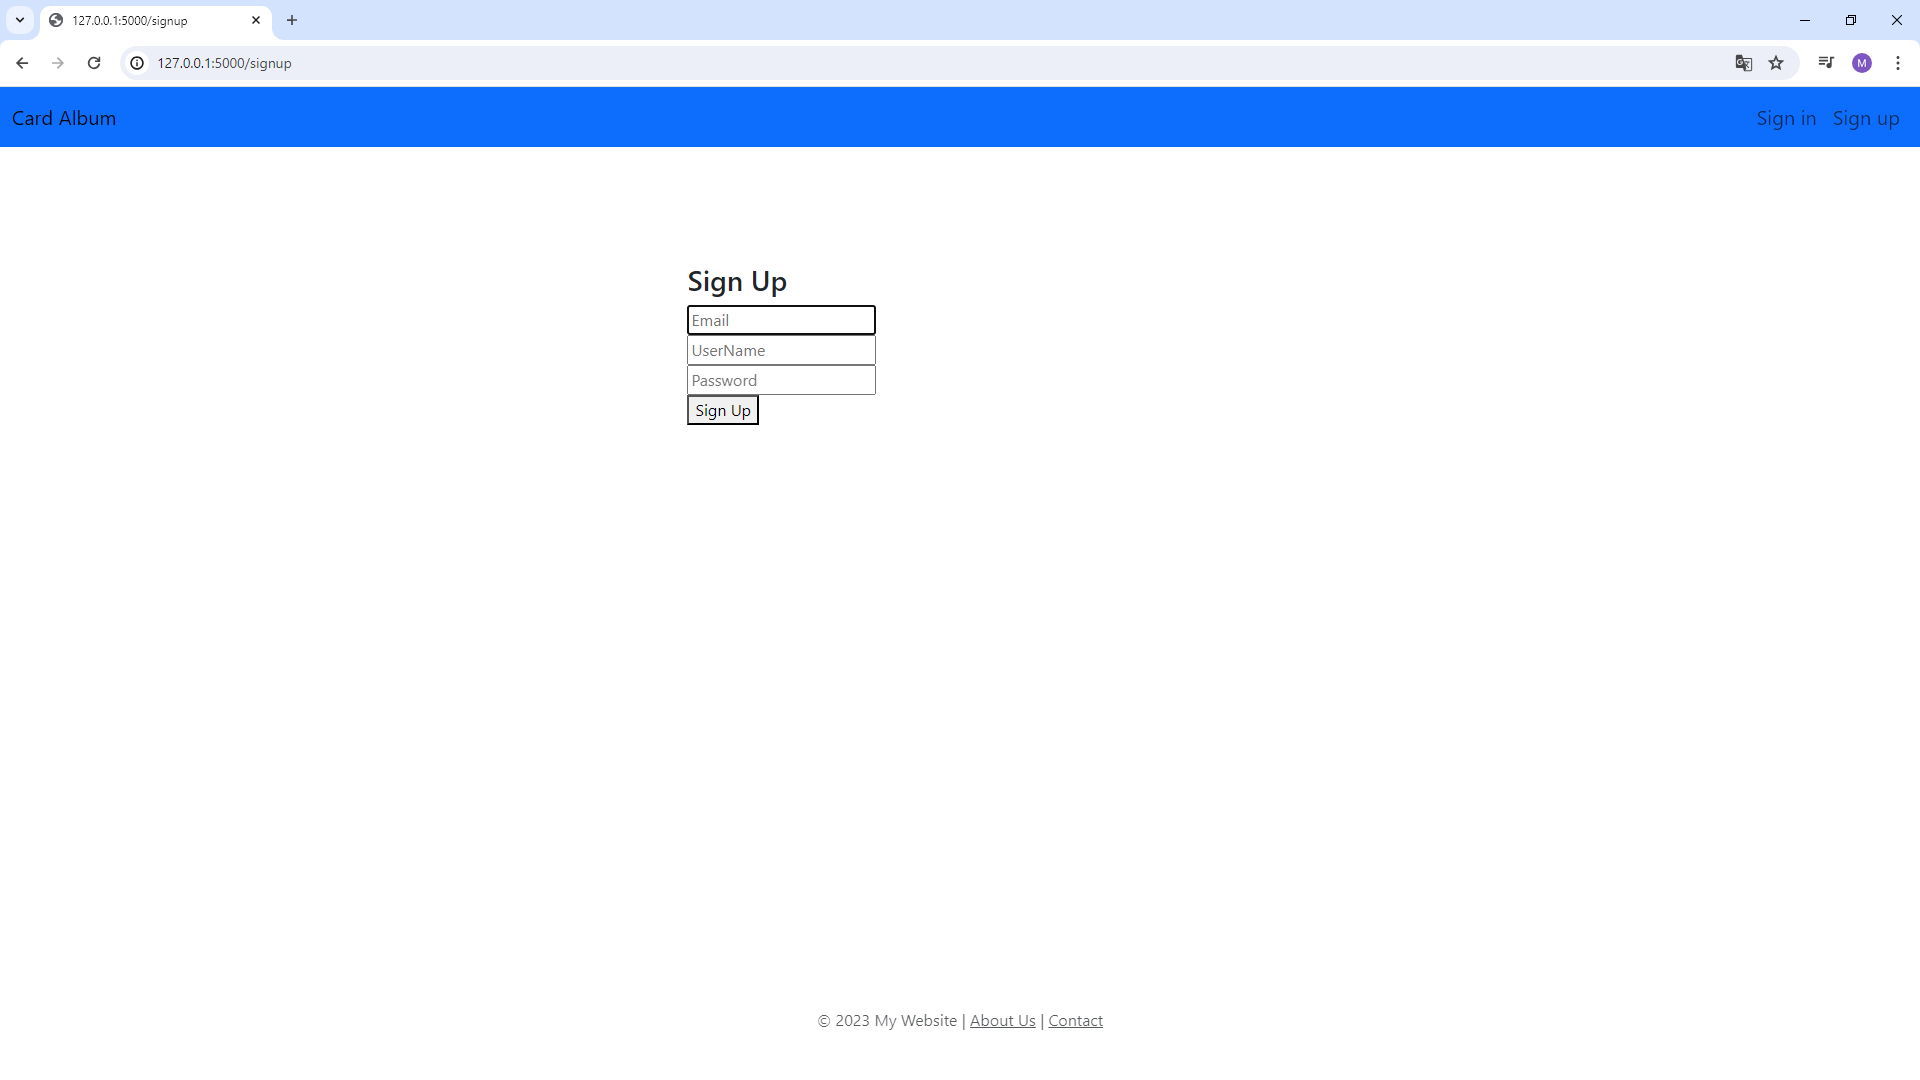 127.0.0.1:5000/signup
127.0.0.1:5000/signup
M
Card Album
Sign in Sign up
Sign Up
Email
UserName
Password
Sign Up
© 2023 My Website | About Us | Contact